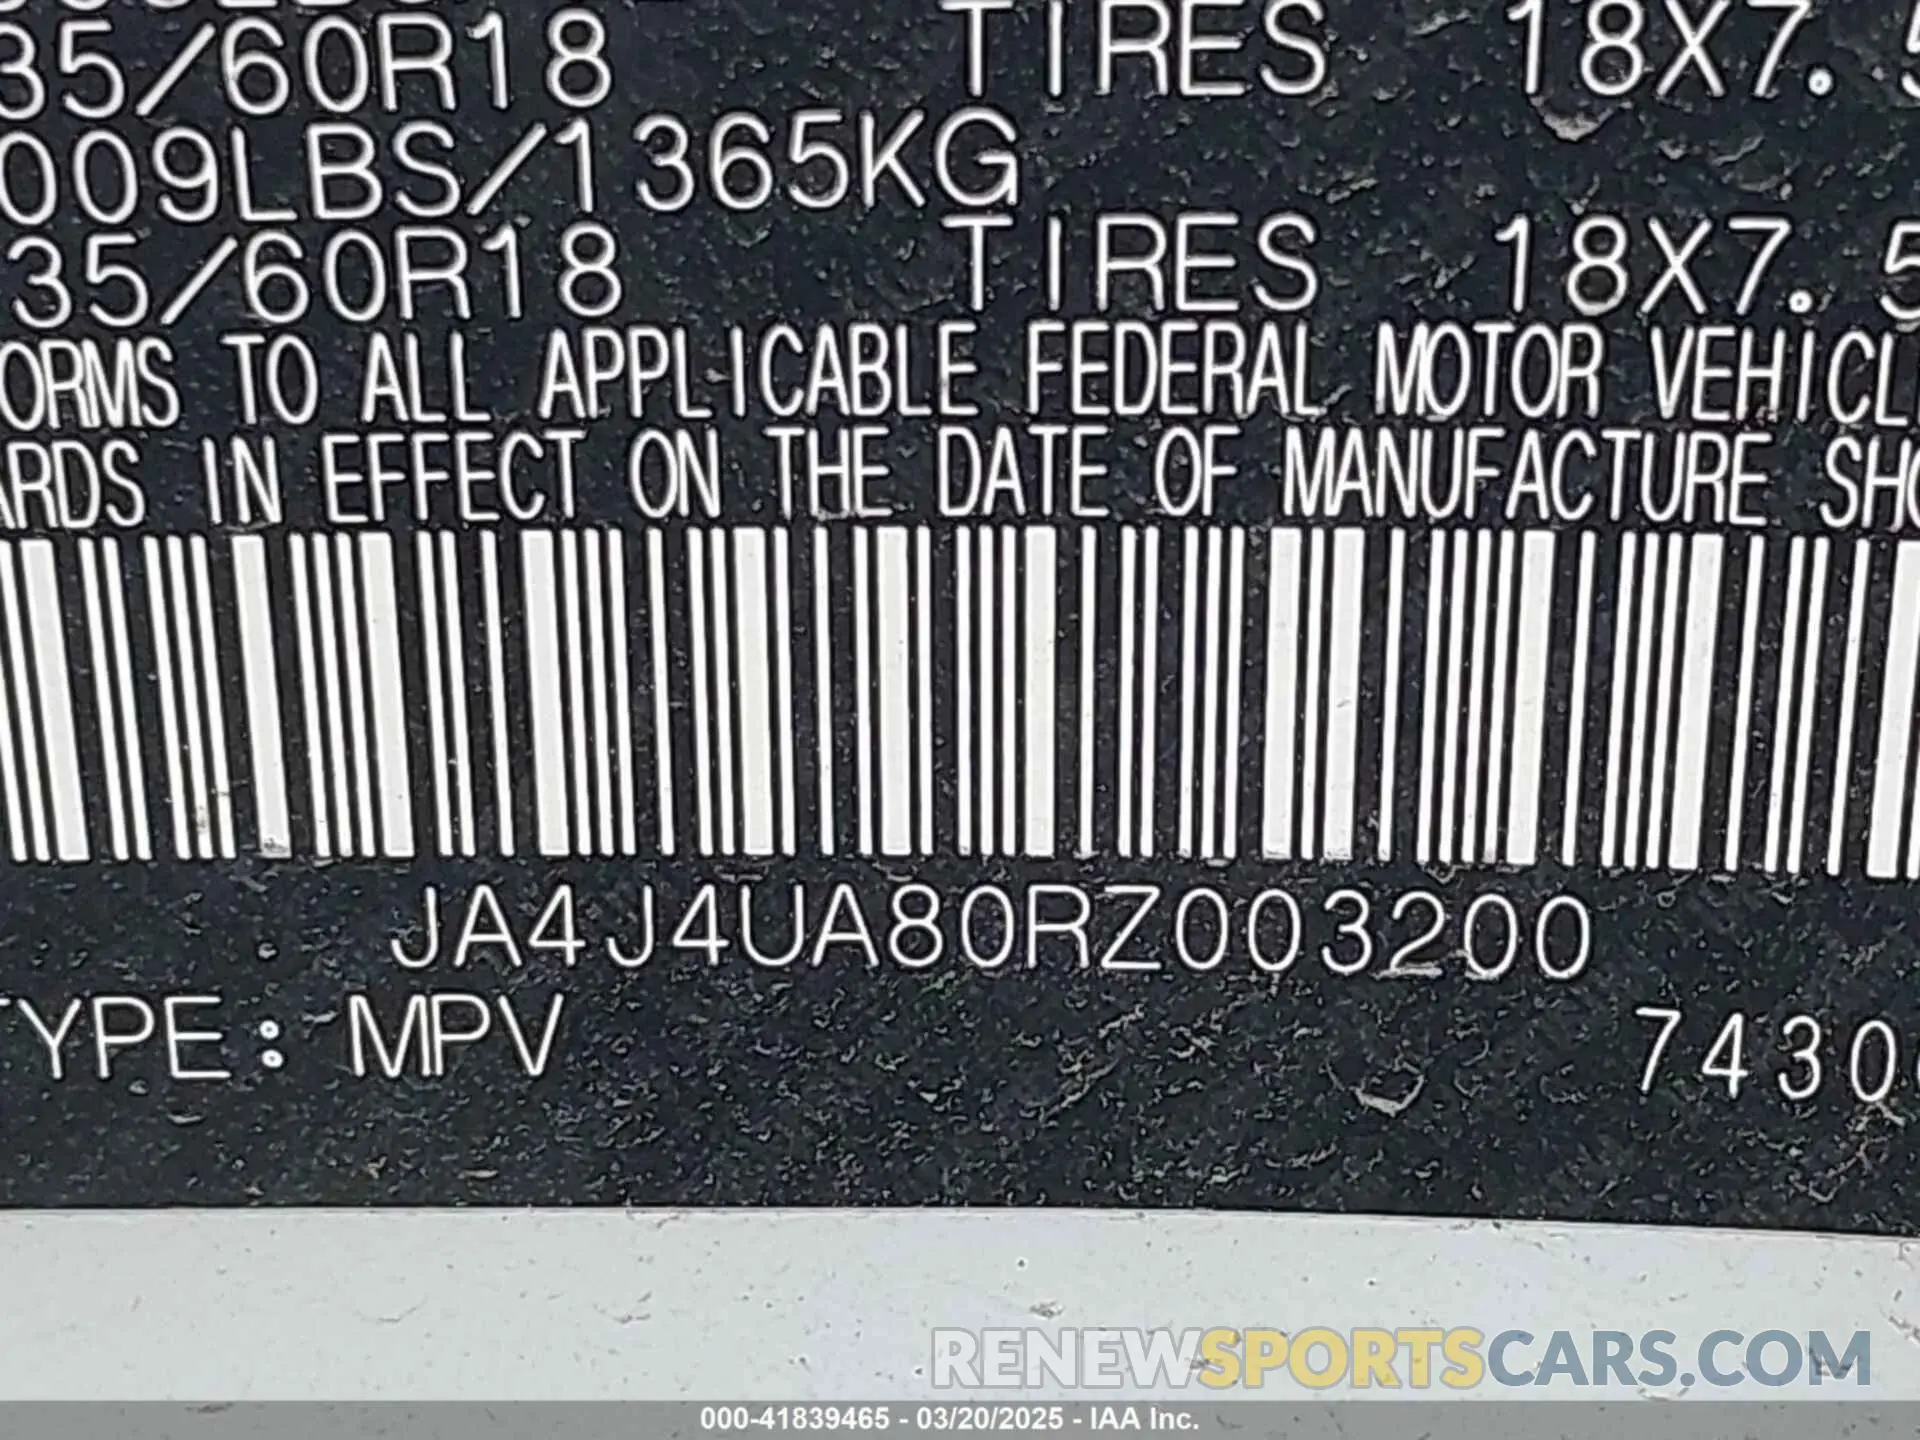 35/60R18 TIRES 18X7.5
009LBS/1365KG
35/60R18 TIRES 18X7.5
ORMS TO ALL APPLICABLE FEDERAL MOTOR VEHICL
ARDS IN EFFECT ON THE DATE OF MANUFACTURE SHO
JA4J4UA80RZ003200
TYPE: MPV 7430
RENEWSPORTSCARS.COM
000-41839465 - 03/20/2025 - IAA Inc.